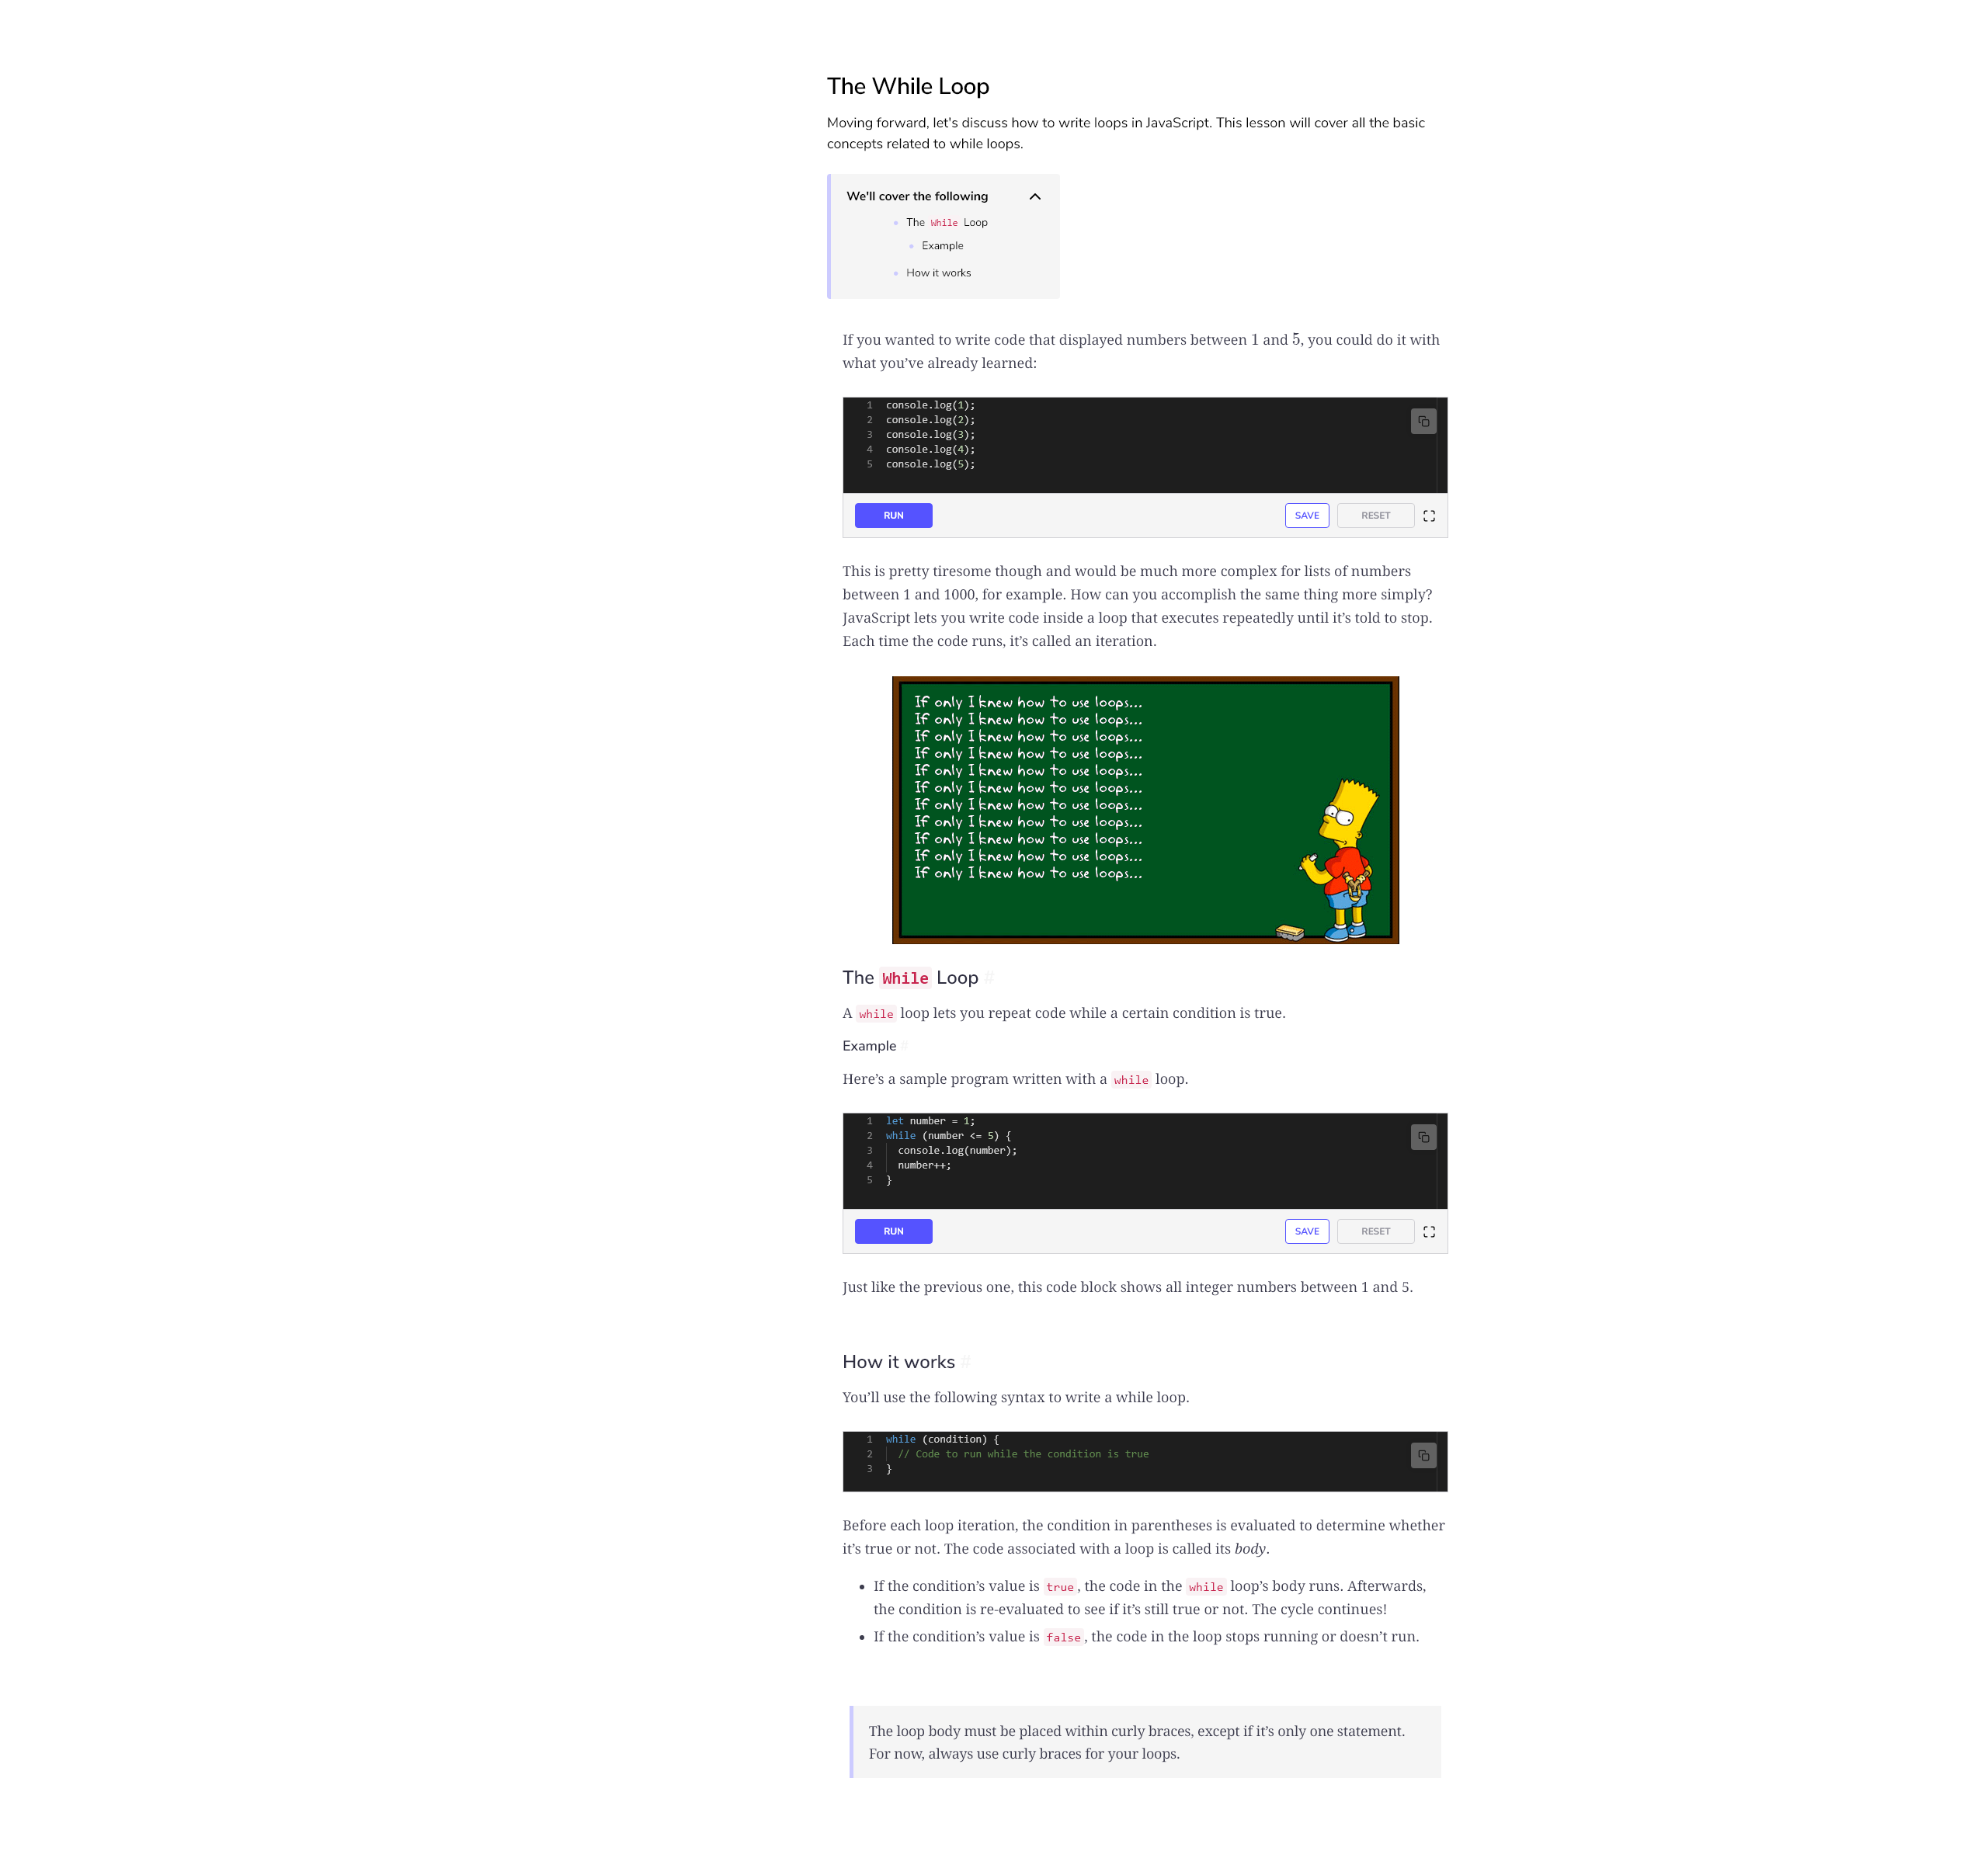 The While Loop
Moving forward, let's discuss how to write loops in JavaScript. This lesson will cover all the basic
concepts related to while loops.
We'll cover the following
The While Loop
Example
How it works
If you wanted to write code that displayed numbers between 1 and 5, you could do it with
what you’ve already learned:
1 console.log(1);
2 console.log(2);
3 console.log(3);
4 console.log(4);
5 console.log(5);
RUN SAVE RESET
This is pretty tiresome though and would be much more complex for lists of numbers
between 1 and 1000, for example. How can you accomplish the same thing more simply?
JavaScript lets you write code inside a loop that executes repeatedly until it’s told to stop.
Each time the code runs, it’s called an iteration.
If only I knew how to use loops...
If only I knew how to use loops...
If only I knew how to use loops...
If only I knew how to use loops...
If only I knew how to use loops...
If only I knew how to use loops...
If only I knew how to use loops...
If only I knew how to use loops...
If only I knew how to use loops...
If only I knew how to use loops...
If only I knew how to use loops...
The While Loop #
A while loop lets you repeat code while a certain condition is true.
Example #
Here’s a sample program written with a while loop.
1 let number = 1;
2 while (number <= 5) {
3 console.log(number);
4 number++;
5 }
RUN SAVE RESET
Just like the previous one, this code block shows all integer numbers between 1 and 5.
How it works #
You’ll use the following syntax to write a while loop.
1 while (condition) {
2 // Code to run while the condition is true
3 }
Before each loop iteration, the condition in parentheses is evaluated to determine whether
it’s true or not. The code associated with a loop is called its body.
If the condition’s value is true, the code in the while loop’s body runs. Afterwards,
the condition is re-evaluated to see if it’s still true or not. The cycle continues!
If the condition’s value is false, the code in the loop stops running or doesn’t run.
The loop body must be placed within curly braces, except if it’s only one statement.
For now, always use curly braces for your loops.